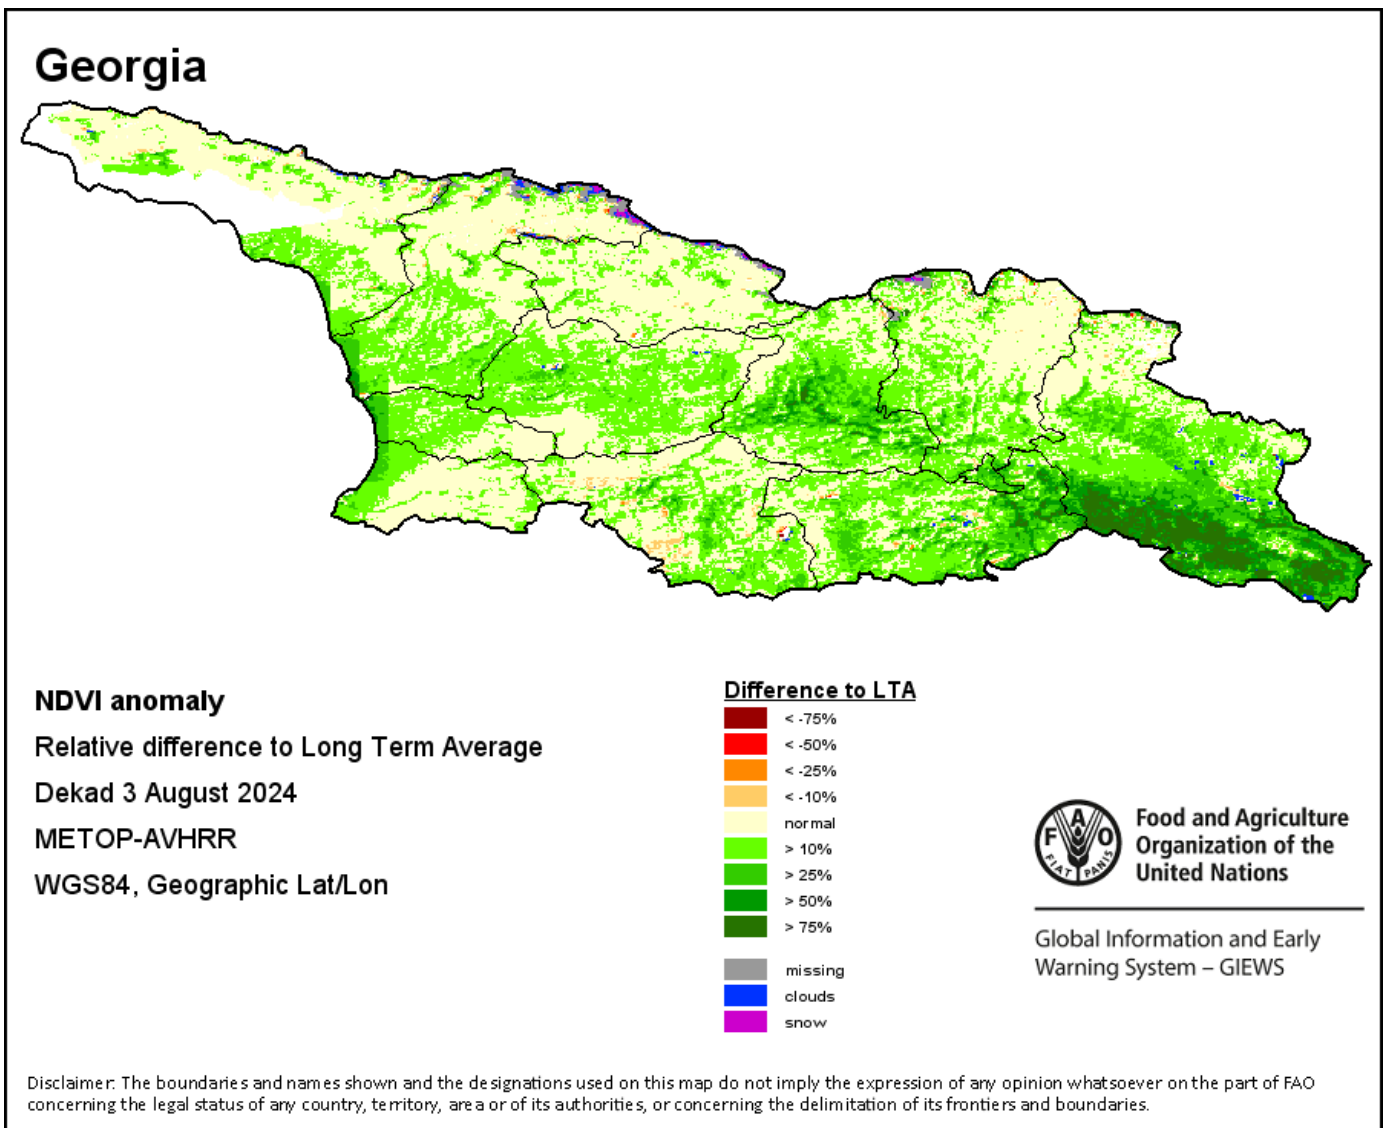 Georgia
NDVI anomaly
Relative difference to Long Term Average
Dekad 3 August 2024
METOP-AVHRR
WGS84, Geographic Lat/Lon
Difference to LTA
< -75%
< -50%
< -25%
< -10%
normal
> 10%
> 25%
> 50%
> 75%
missing
clouds
snow
F A O
FIAT PANIS
Food and Agriculture
Organization of the
United Nations
Global Information and Early
Warning System – GIEWS
Disclaimer: The boundaries and names shown and the designations used on this map do not imply the expression of any opinion whatsoever on the part of FAO
concerning the legal status of any country, territory, area or of its authorities, or concerning the delimitation of its frontiers and boundaries.